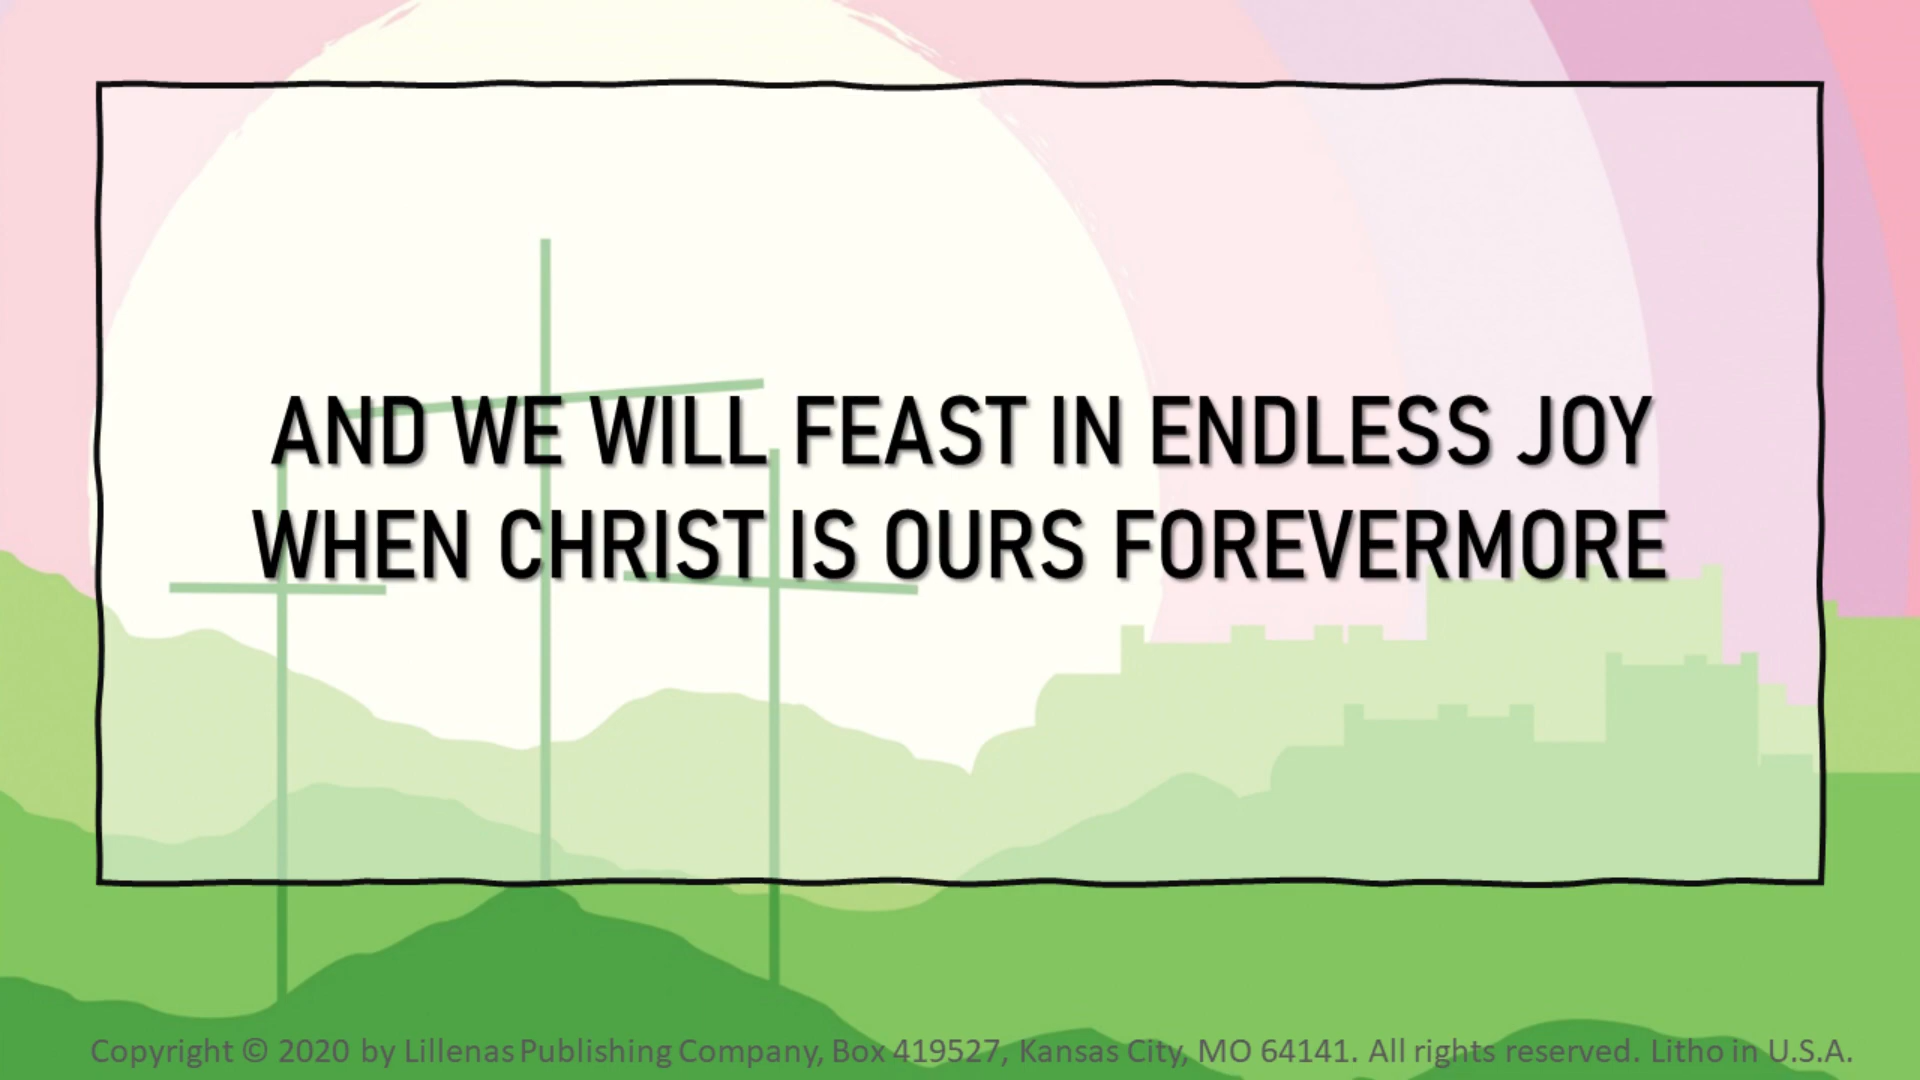 AND WE WILL FEAST IN ENDLESS JOY
WHEN CHRIST IS OURS FOREVERMORE
Copyright © 2020 by Lillenas Publishing Company, Box 419527, Kansas City, MO 64141. All rights reserved. Litho in U.S.A.